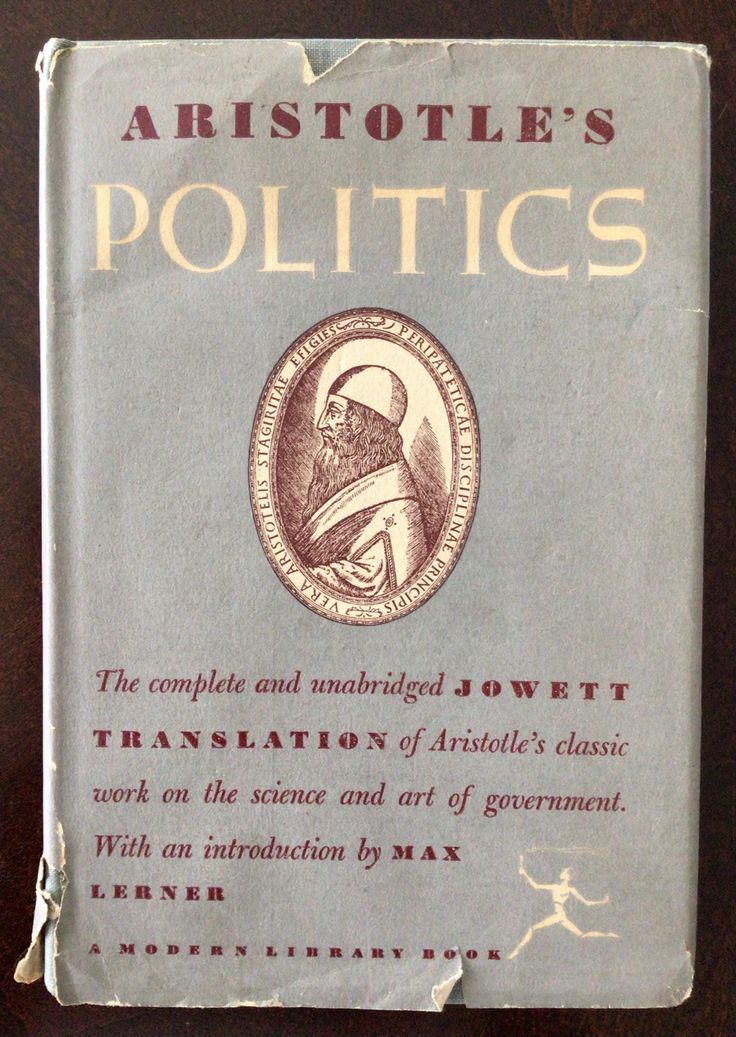 ARISTOTLE'S
POLITICS
VERA ARISTOTELIS STAGIRITAE EFIGIES PERIPATETICAE DISCIPLINAE PRINCIPIS
The complete and unabridged JOWETT
TRANSLATION of Aristotle's classic
work on the science and art of government.
With an introduction by MAX
LERNER
A MODERN LIBRARY BOOK